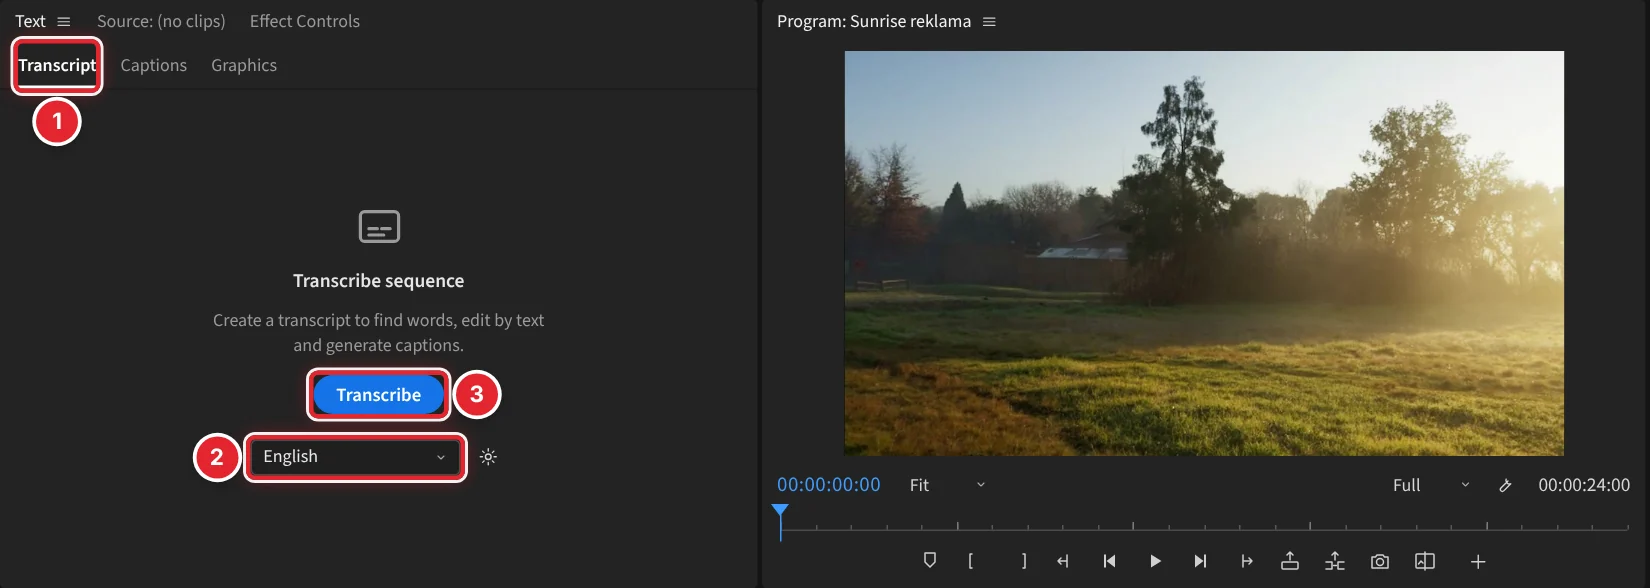 Text Source: (no clips) Effect Controls
Transcript Captions Graphics
1
Transcribe sequence
Create a transcript to find words, edit by text
and generate captions.
Transcribe 3
2 English
Program: Sunrise reklama
00:00:00:00 Fit Full 00:00:24:00